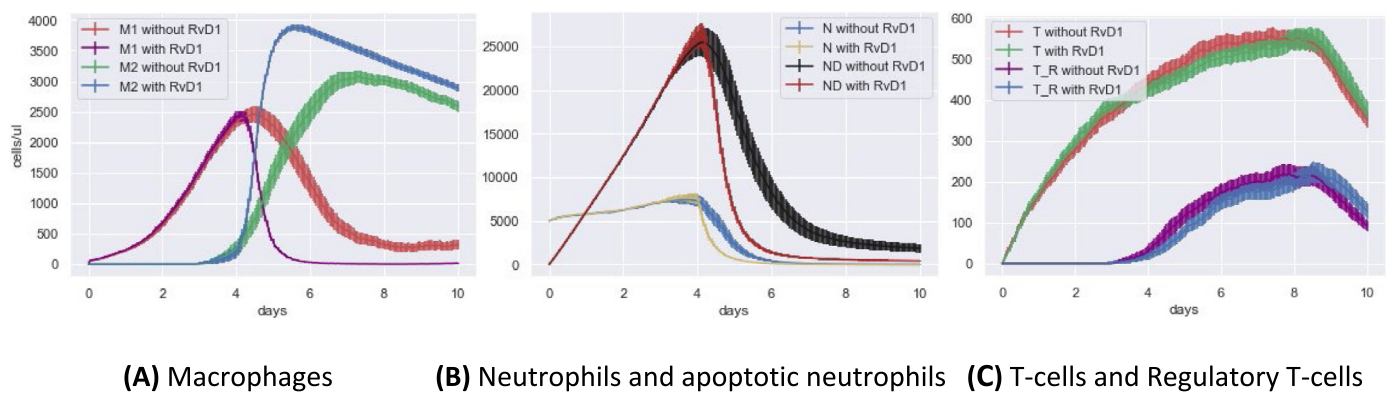 4000
3500
3000
2500
2000
1500
1000
500
0
cells/ul
M1 without RvD1
M1 with RvD1
M2 without RvD1
M2 with RvD1
0 2 4 6 8 10
days
25000
20000
15000
10000
5000
0
N without RvD1
N with RvD1
ND without RvD1
ND with RvD1
0 2 4 6 8 10
days
600
500
400
300
200
100
0
T without RvD1
T with RvD1
T_R without RvD1
T_R with RvD1
0 2 4 6 8 10
days
(A) Macrophages
(B) Neutrophils and apoptotic neutrophils
(C) T-cells and Regulatory T-cells